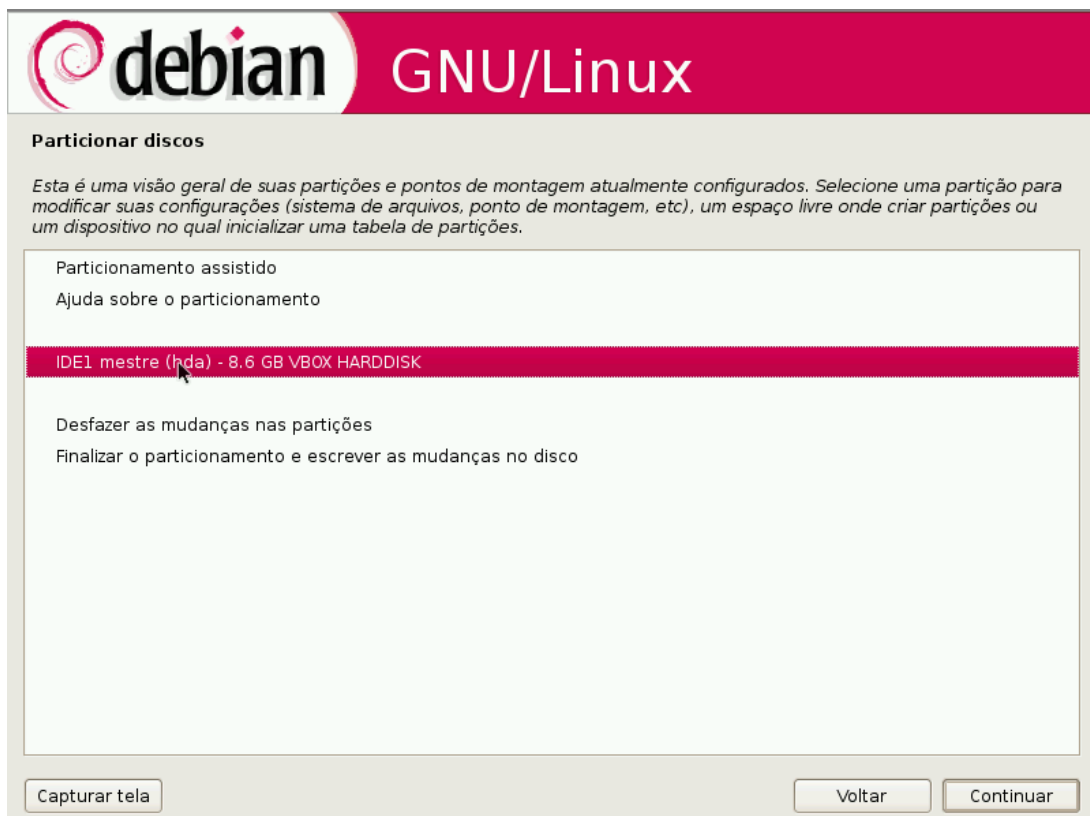 debian GNU/Linux
Particionar discos
Esta é uma visão geral de suas partições e pontos de montagem atualmente configurados. Selecione uma partição para
modificar suas configurações (sistema de arquivos, ponto de montagem, etc), um espaço livre onde criar partições ou
um dispositivo no qual inicializar uma tabela de partições.
Particionamento assistido
Ajuda sobre o particionamento
IDE1 mestre (hda) - 8.6 GB VBOX HARDDISK
Desfazer as mudanças nas partições
Finalizar o particionamento e escrever as mudanças no disco
Capturar tela Voltar Continuar